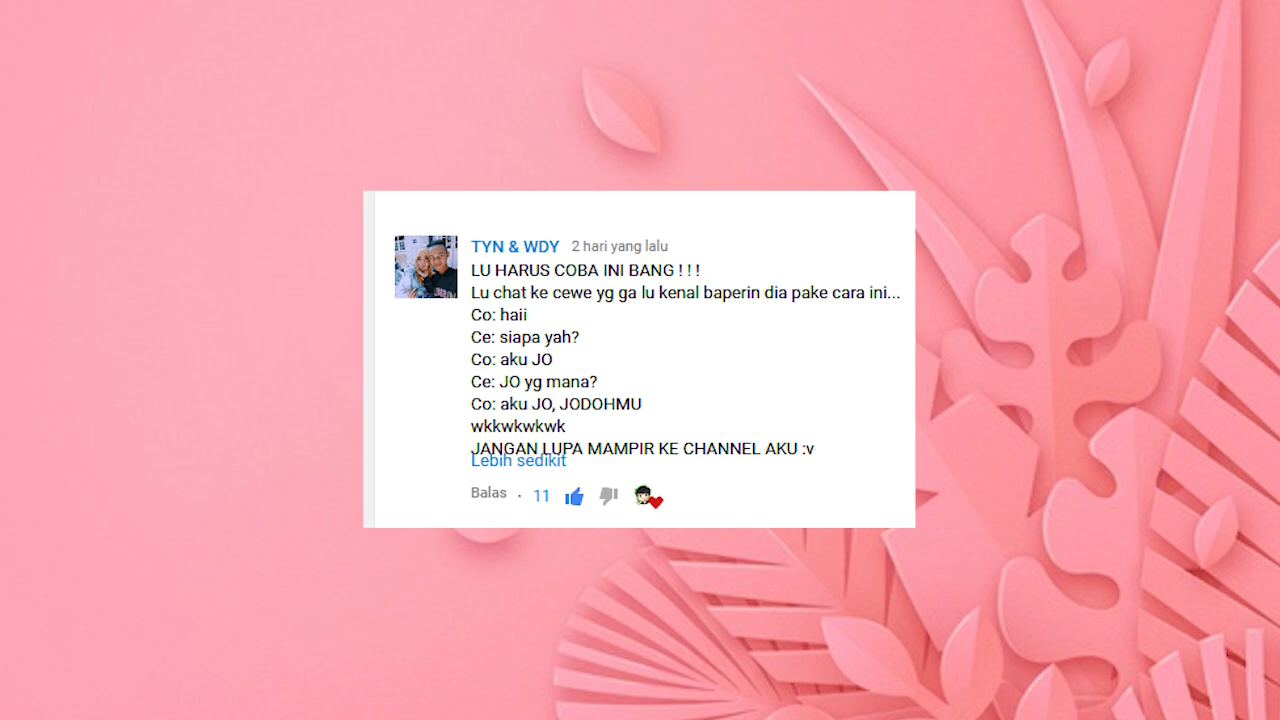 TYN & WDY 2 hari yang lalu
LU HARUS COBA INI BANG ! ! !
Lu chat ke cewe yg ga lu kenal baperin dia pake cara ini...
Co: haii
Ce: siapa yah?
Co: aku JO
Ce: JO yg mana?
Co: aku JO, JODOHMU
wkkwkwkwk
JANGAN LUPA MAMPIR KE CHANNEL AKU :v
Lebih sedikit
Balas . 11